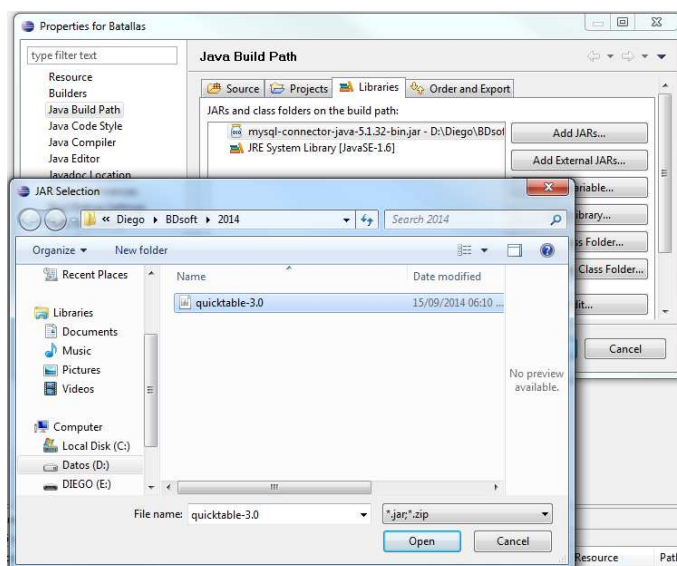 Properties for Batallas
type filter text
Java Build Path
Resource
Builders
Java Build Path
Java Code Style
Java Compiler
Java Editor
Javadoc Location
Source Projects Libraries Order and Export
JARs and class folders on the build path:
mysql-connector-java-5.1.32-bin.jar - D:\Diego\BDsof
JRE System Library [JavaSE-1.6]
Add JARs...
Add External JARs...
ariable...
ibrary...
ss Folder...
Class Folder...
it...
Cancel
JAR Selection
« Diego BDsoft 2014
Search 2014
Organize New folder
Recent Places
Libraries
Documents
Music
Pictures
Videos
Computer
Local Disk (C:)
Datos (D:)
DIEGO (E:)
Name Date modified
quicktable-3.0 15/09/2014 06:10 ...
No preview
available.
File name: quicktable-3.0 *.jar;*.zip
Open Cancel
Resource Patl